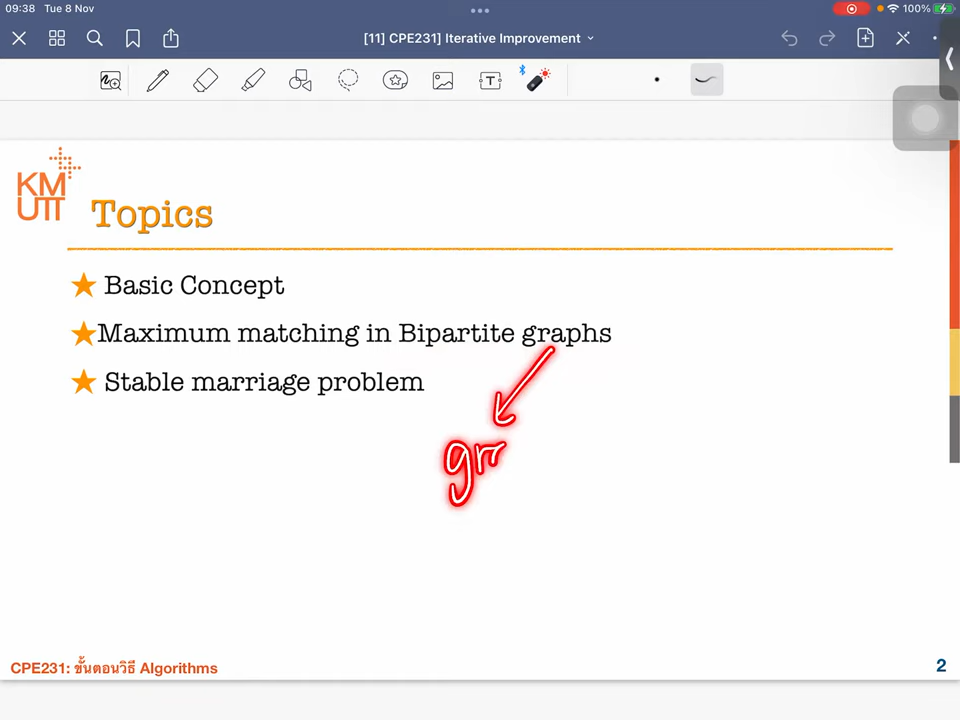 09:38 Tue 8 Nov
100%
[11] CPE231] Iterative Improvement
T
KM
UTT
Topics
Basic Concept
Maximum matching in Bipartite graphs
Stable marriage problem
gr
CPE231: ขั้นตอนวิธี Algorithms
2